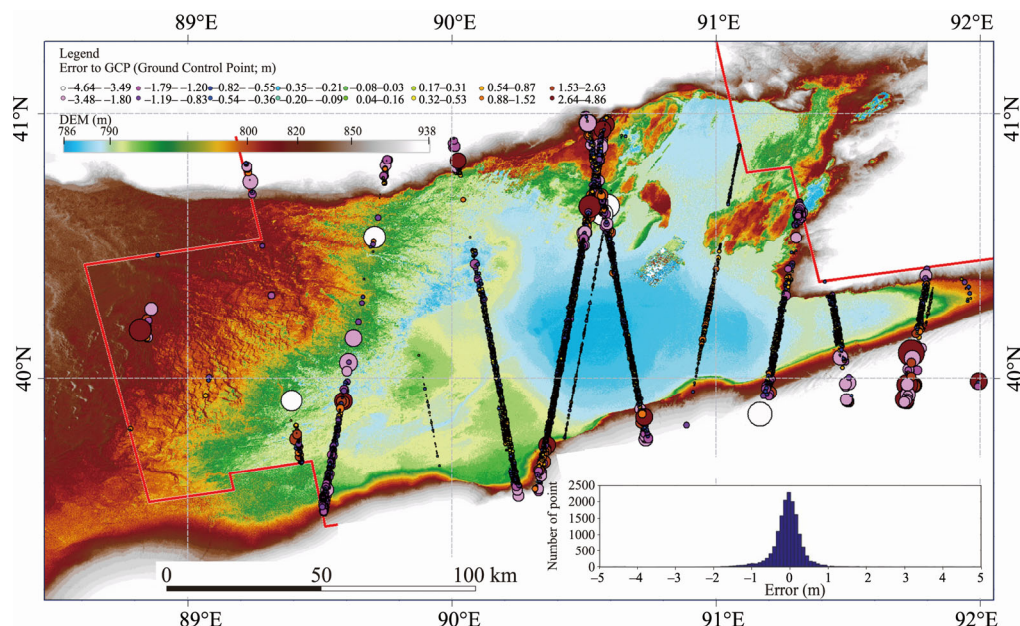 89°E 90°E 91°E 92°E
Legend
Error to GCP (Ground Control Point; m)
−4.64–−3.49 −1.79–−1.20 −0.82–−0.55 −0.35–−0.21 −0.08–0.03 0.17–0.31 0.54–0.87 1.53–2.63
−3.48–−1.80 −1.19–−0.83 −0.54–−0.36 −0.20–−0.09 0.04–0.16 0.32–0.53 0.88–1.52 2.64–4.86
DEM (m)
786 790 800 820 850 938
41°N 41°N
40°N 40°N
0 50 100 km
Number of point
2500
2000
1500
1000
500
0
−5 −4 −3 −2 −1 0 1 2 3 4 5
Error (m)
89°E 90°E 91°E 92°E